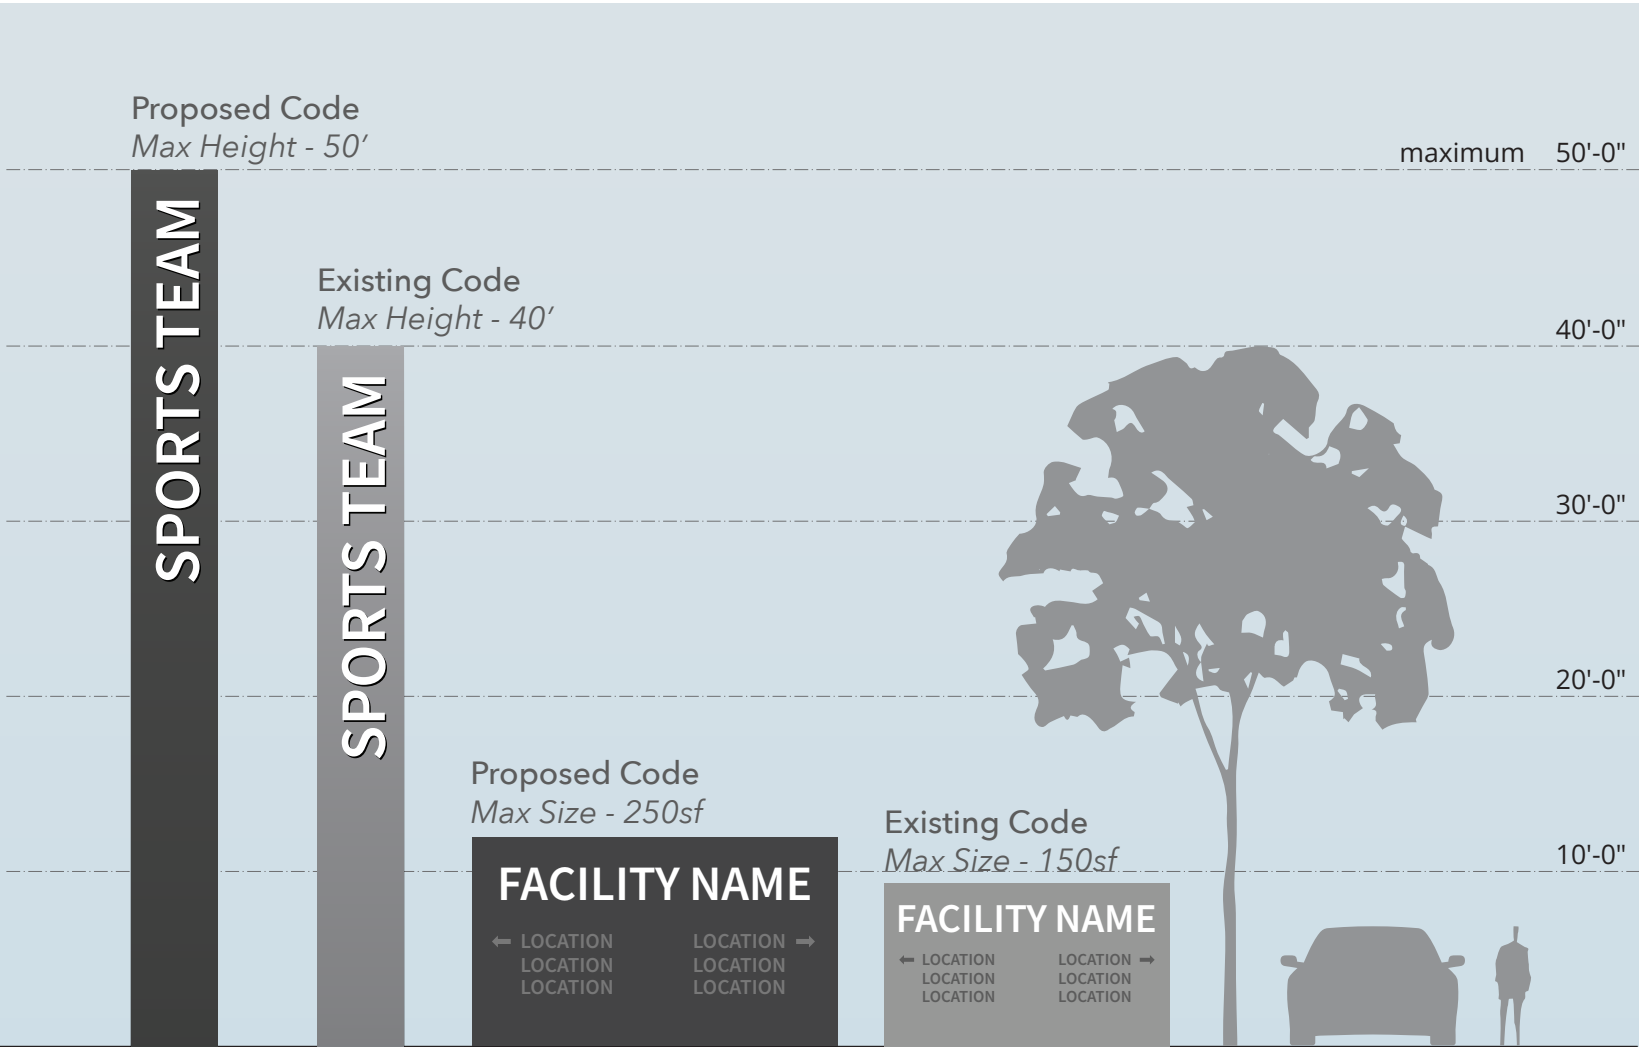 Proposed Code
Max Height - 50′
maximum 50'-0"
SPORTS TEAM
Existing Code
Max Height - 40′
40'-0"
SPORTS TEAM
30'-0"
20'-0"
Proposed Code
Max Size - 250sf
FACILITY NAME
LOCATION LOCATION
LOCATION LOCATION
LOCATION LOCATION
Existing Code
Max Size - 150sf
10'-0"
FACILITY NAME
LOCATION LOCATION
LOCATION LOCATION
LOCATION LOCATION